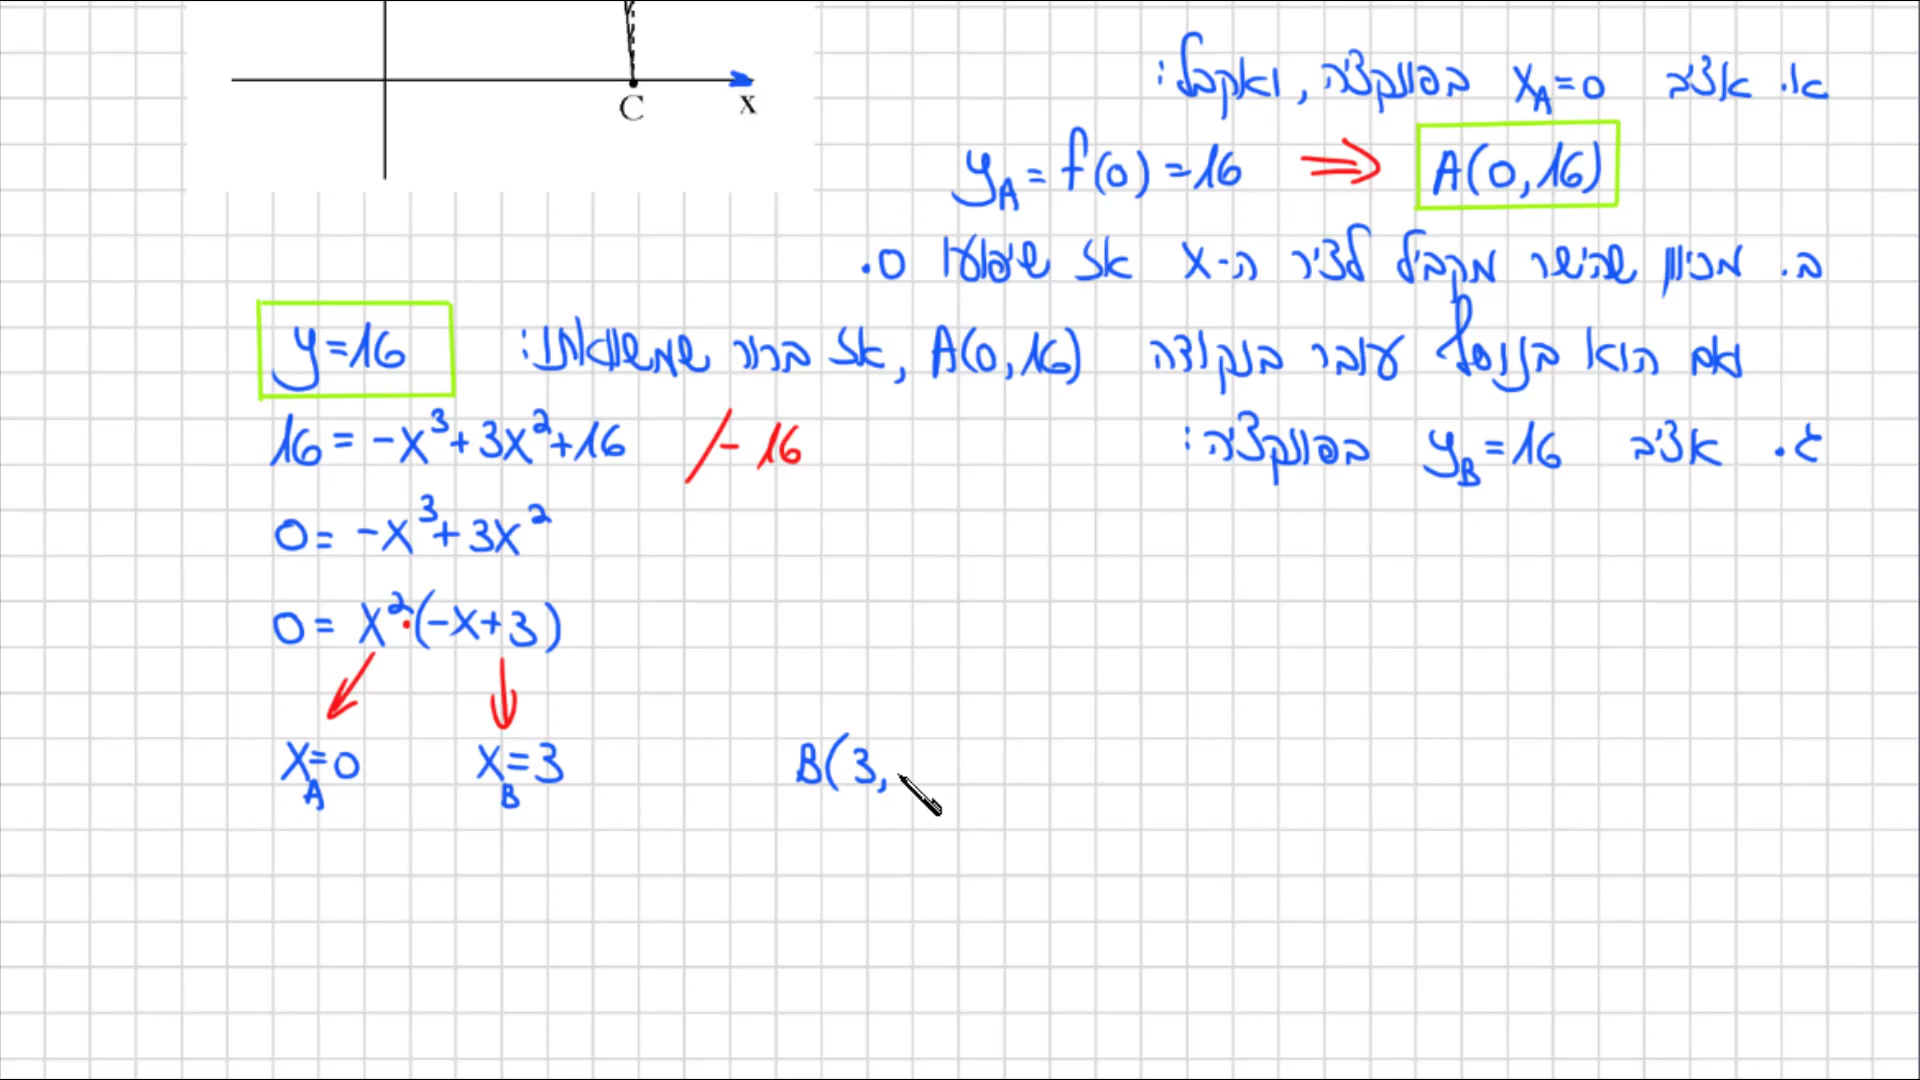 C x
א. אציב x_A=0 בפונקציה, ואקבל:
y_A = f(0) = 16 ⇒ A(0,16)
ב. מכיוון שהישר מקביל לציר ה-x אז שיפועו 0.
אם הוא בנוסף עובר בנקודה A(0,16), אז ברור שמשוואתו: y=16
ג. אציב y_B=16 בפונקציה:
16 = -x³+3x²+16 /-16
0 = -x³+3x²
0 = x²·(-x+3)
x_A=0 x_B=3 B(3,